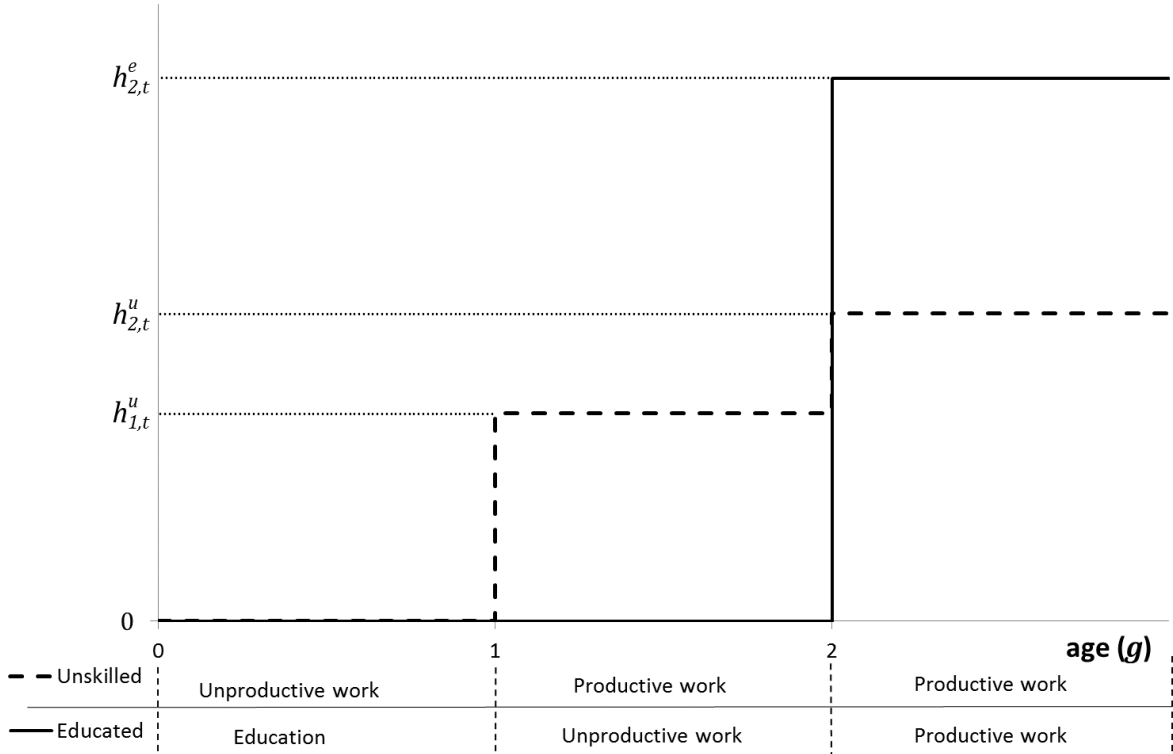 h^e_{2,t}
h^u_{2,t}
h^u_{1,t}
0
0 1 2 age (g)
Unskilled Unproductive work Productive work Productive work
Educated Education Unproductive work Productive work